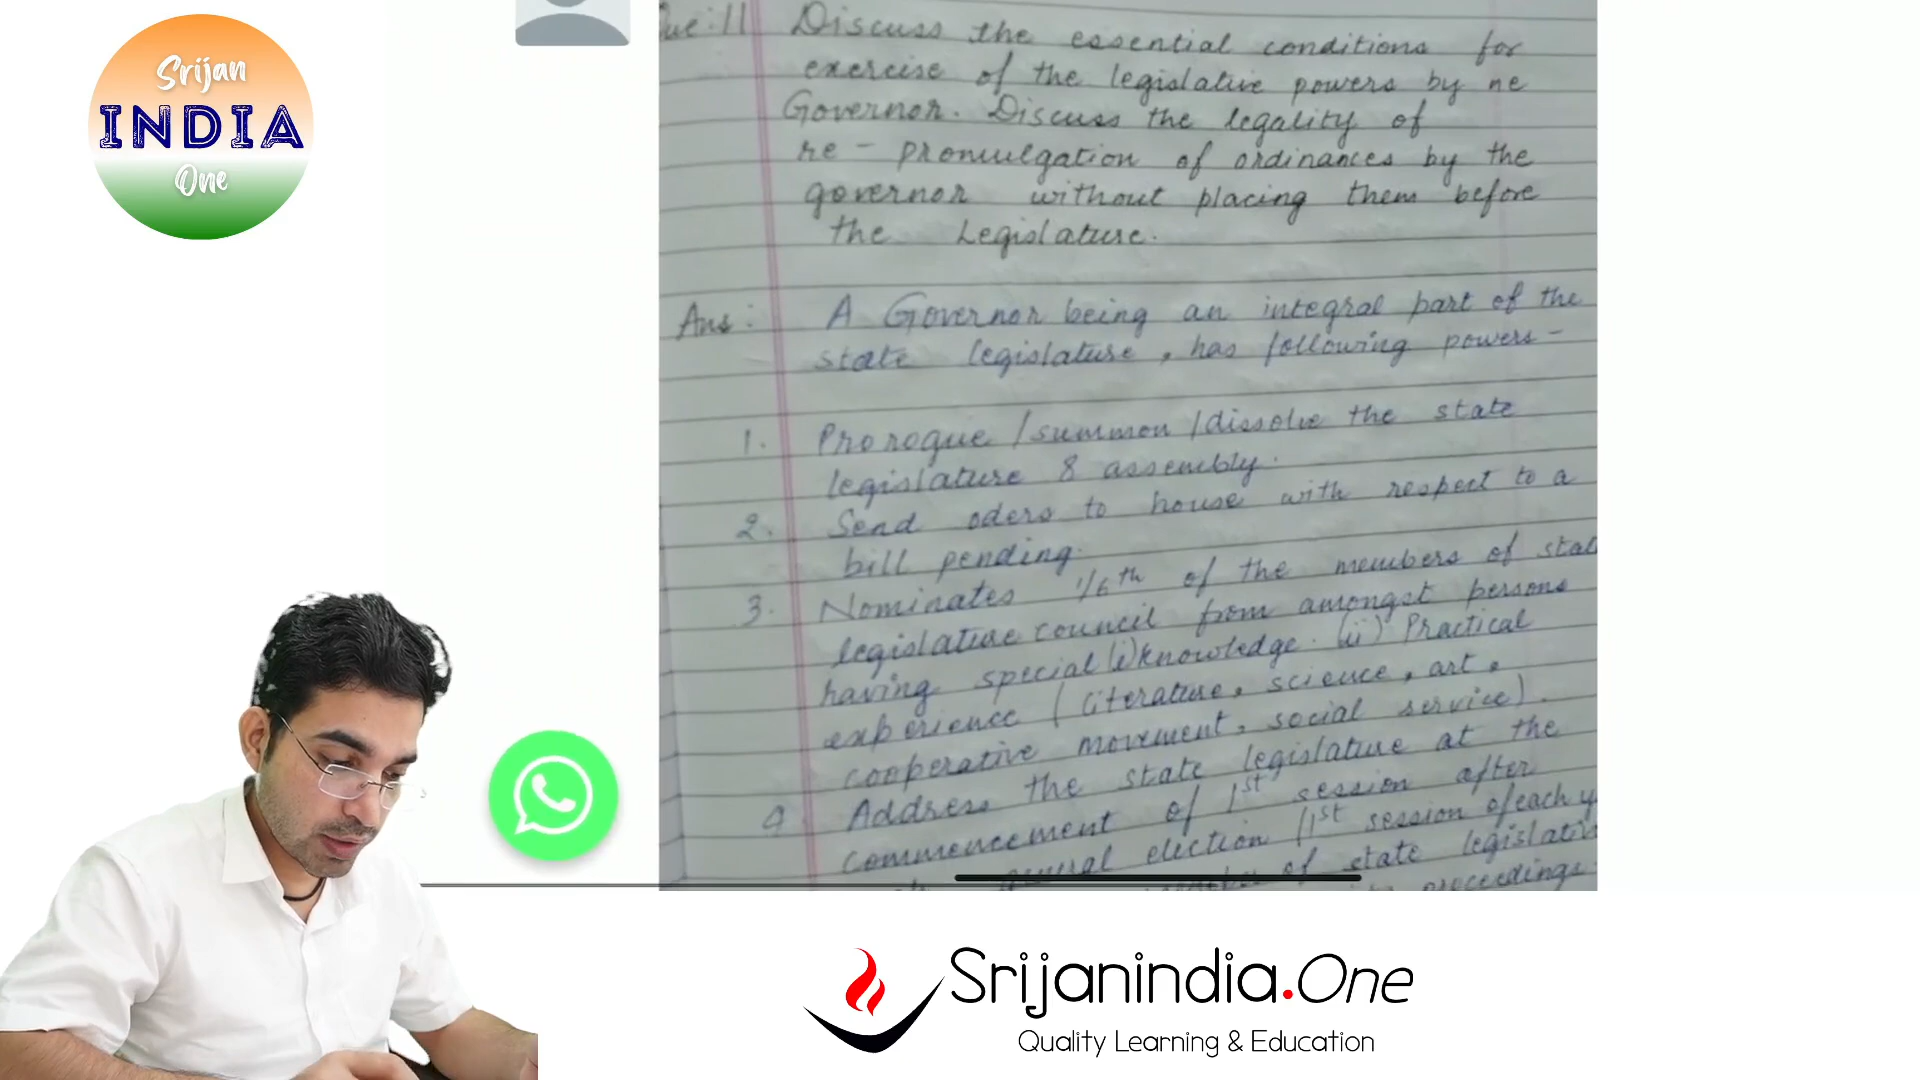 Srijan
INDIA
One
Que:11 Discuss the essential conditions for
exercise of the legislative powers by he
Governor. Discuss the legality of
re - promulgation of ordinances by the
governor without placing them before
the Legislature.
Ans: A Governor being an integral part of the
state legislature, has following powers -
1. Prorogue / summon / dissolve the state
legislature & assembly.
2. Send oders to house with respect to a
bill pending.
3. Nominates 1/6th of the members of stat
legislature council from amongst persons
having special (i) knowledge (ii) Practical
experience (literature, science, art,
cooperative movement, social service).
4 Address the state legislature at the
commencement of 1st session after
general election / 1st session of each y
of state legislativ
proceedings
Srijanindia.One
Quality Learning & Education